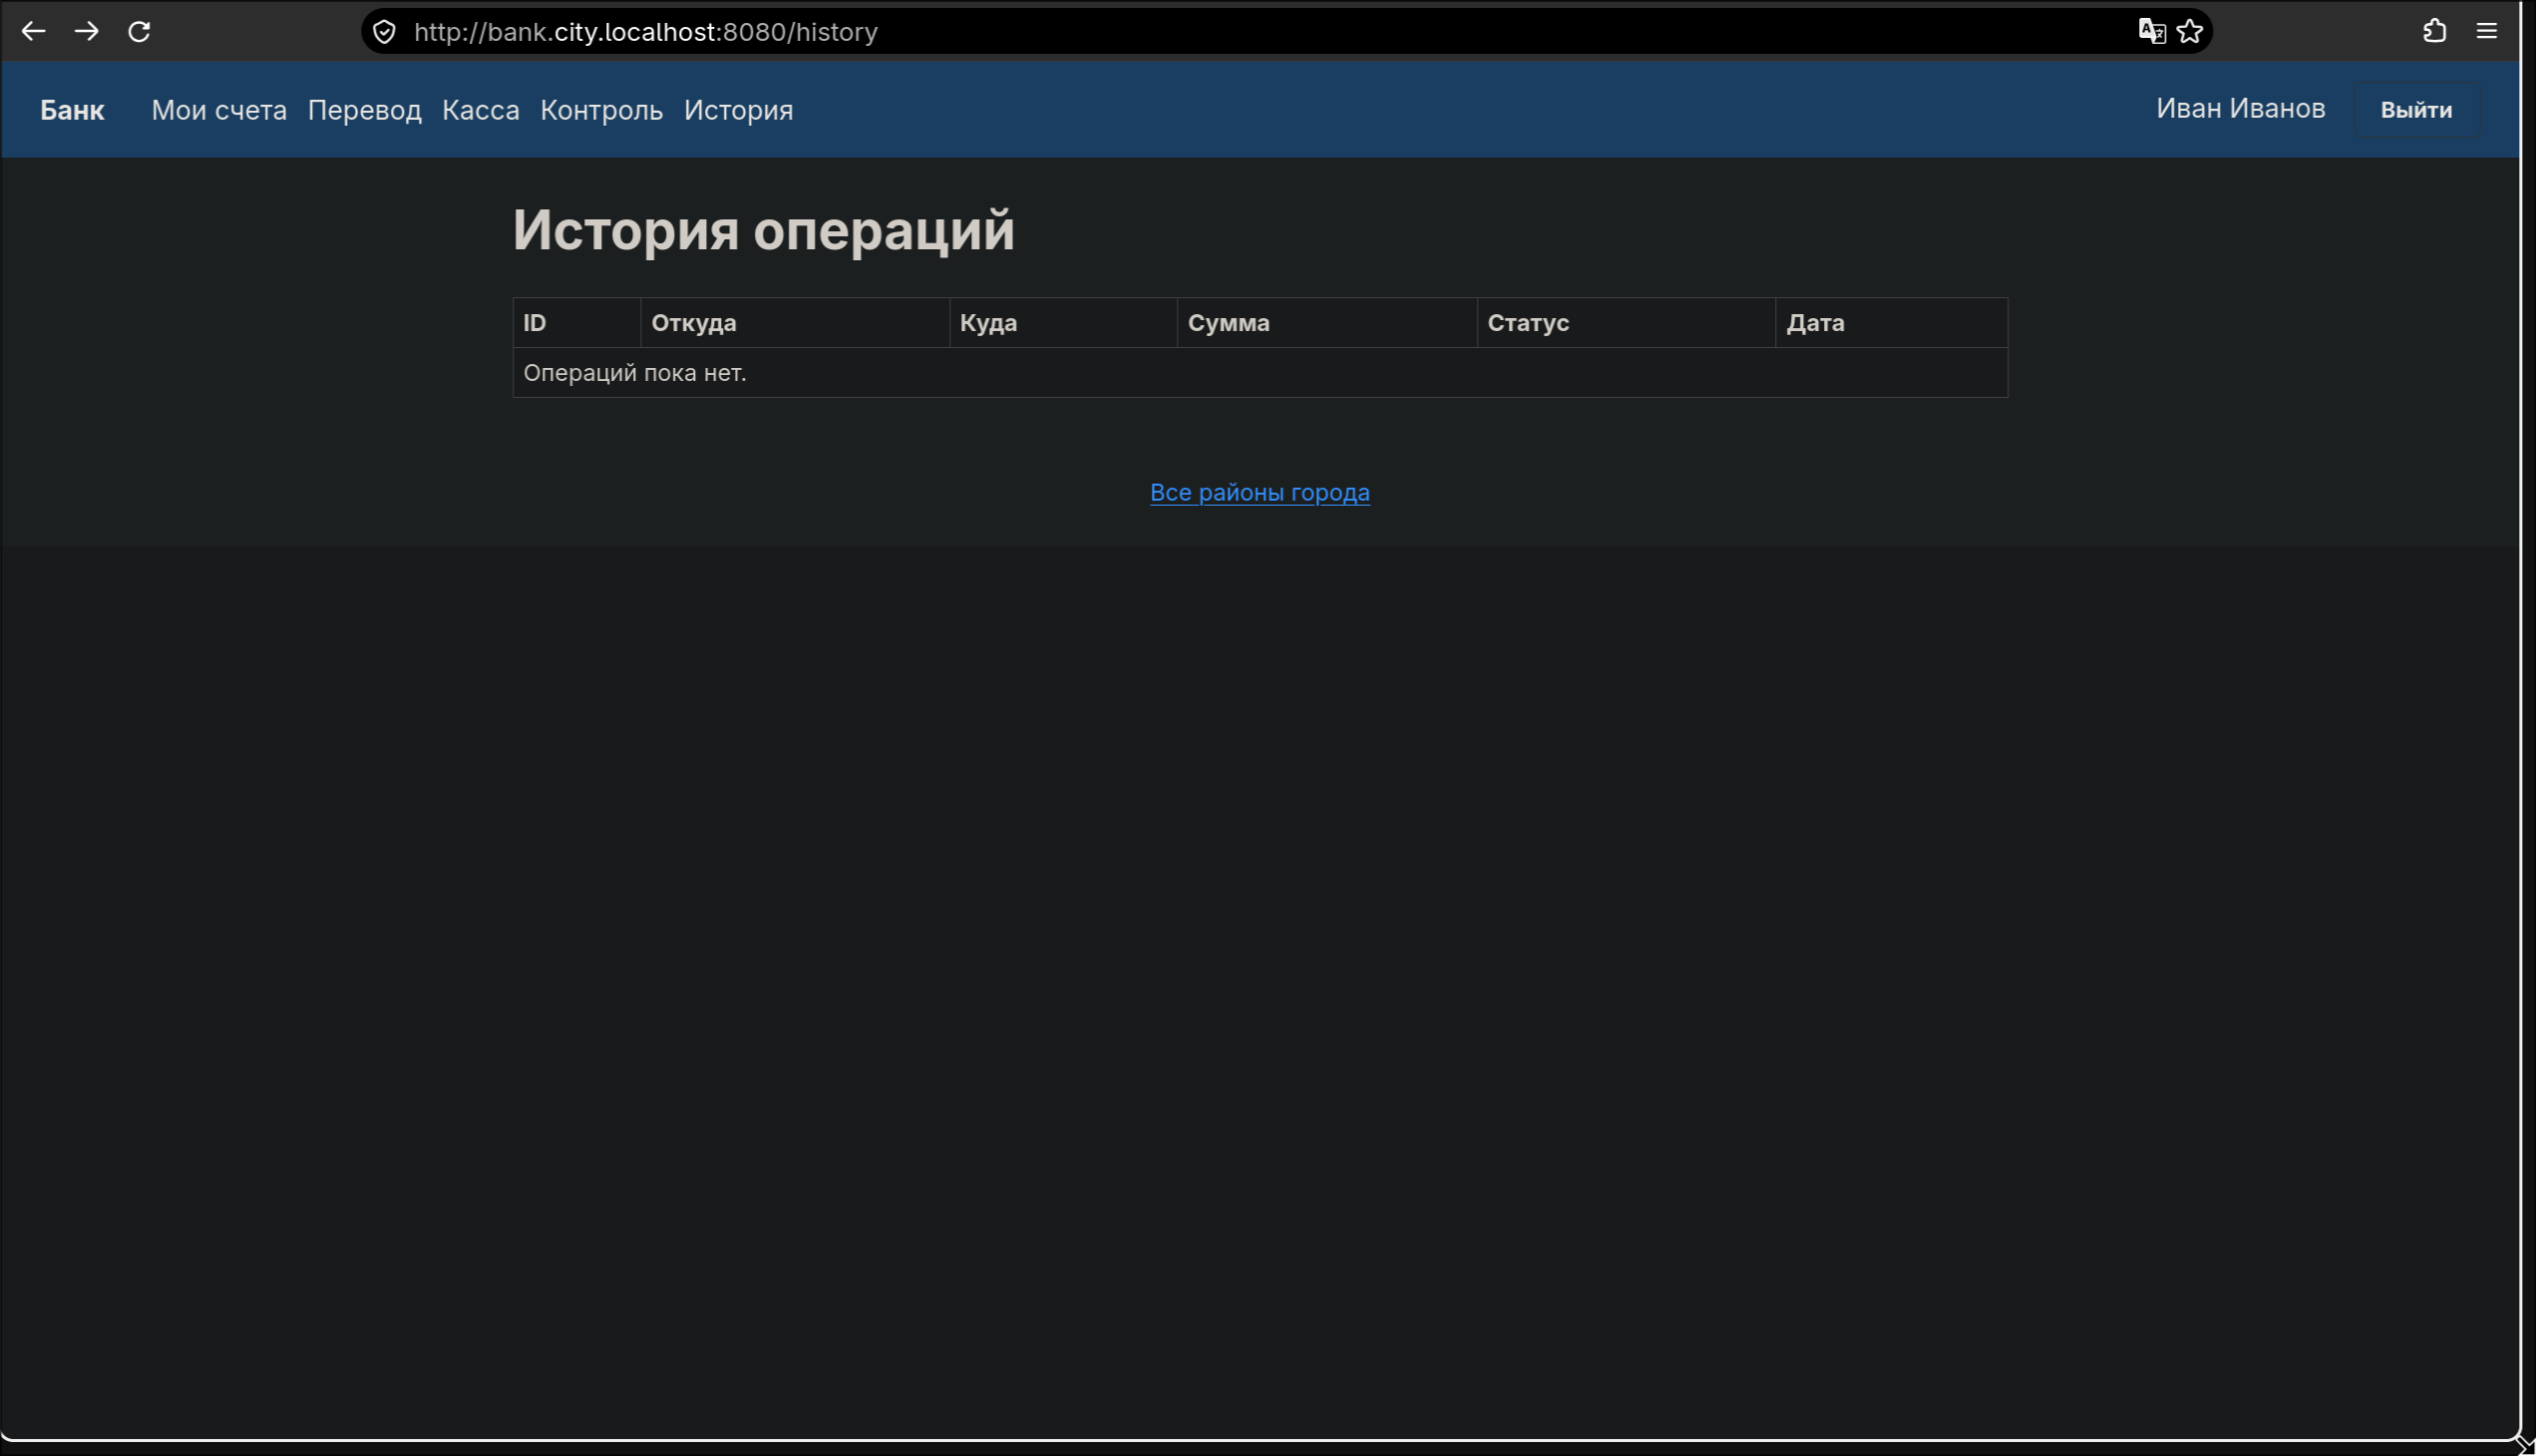 http://bank.city.localhost:8080/history
Банк Мои счета Перевод Касса Контроль История Иван Иванов Выйти
История операций
ID Откуда Куда Сумма Статус Дата
Операций пока нет.
Все районы города